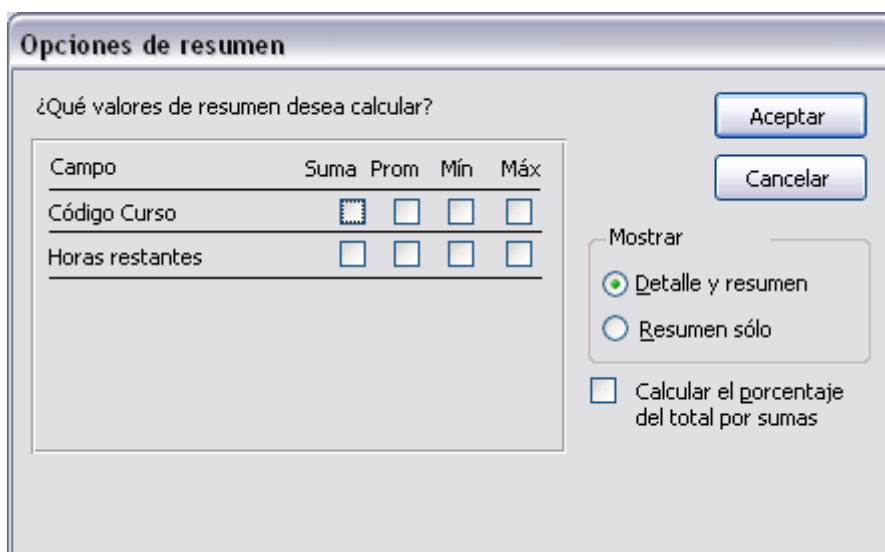 Opciones de resumen
¿Qué valores de resumen desea calcular?
Campo Suma Prom Mín Máx
Código Curso
Horas restantes
Aceptar
Cancelar
Mostrar
Detalle y resumen
Resumen sólo
Calcular el porcentaje
del total por sumas